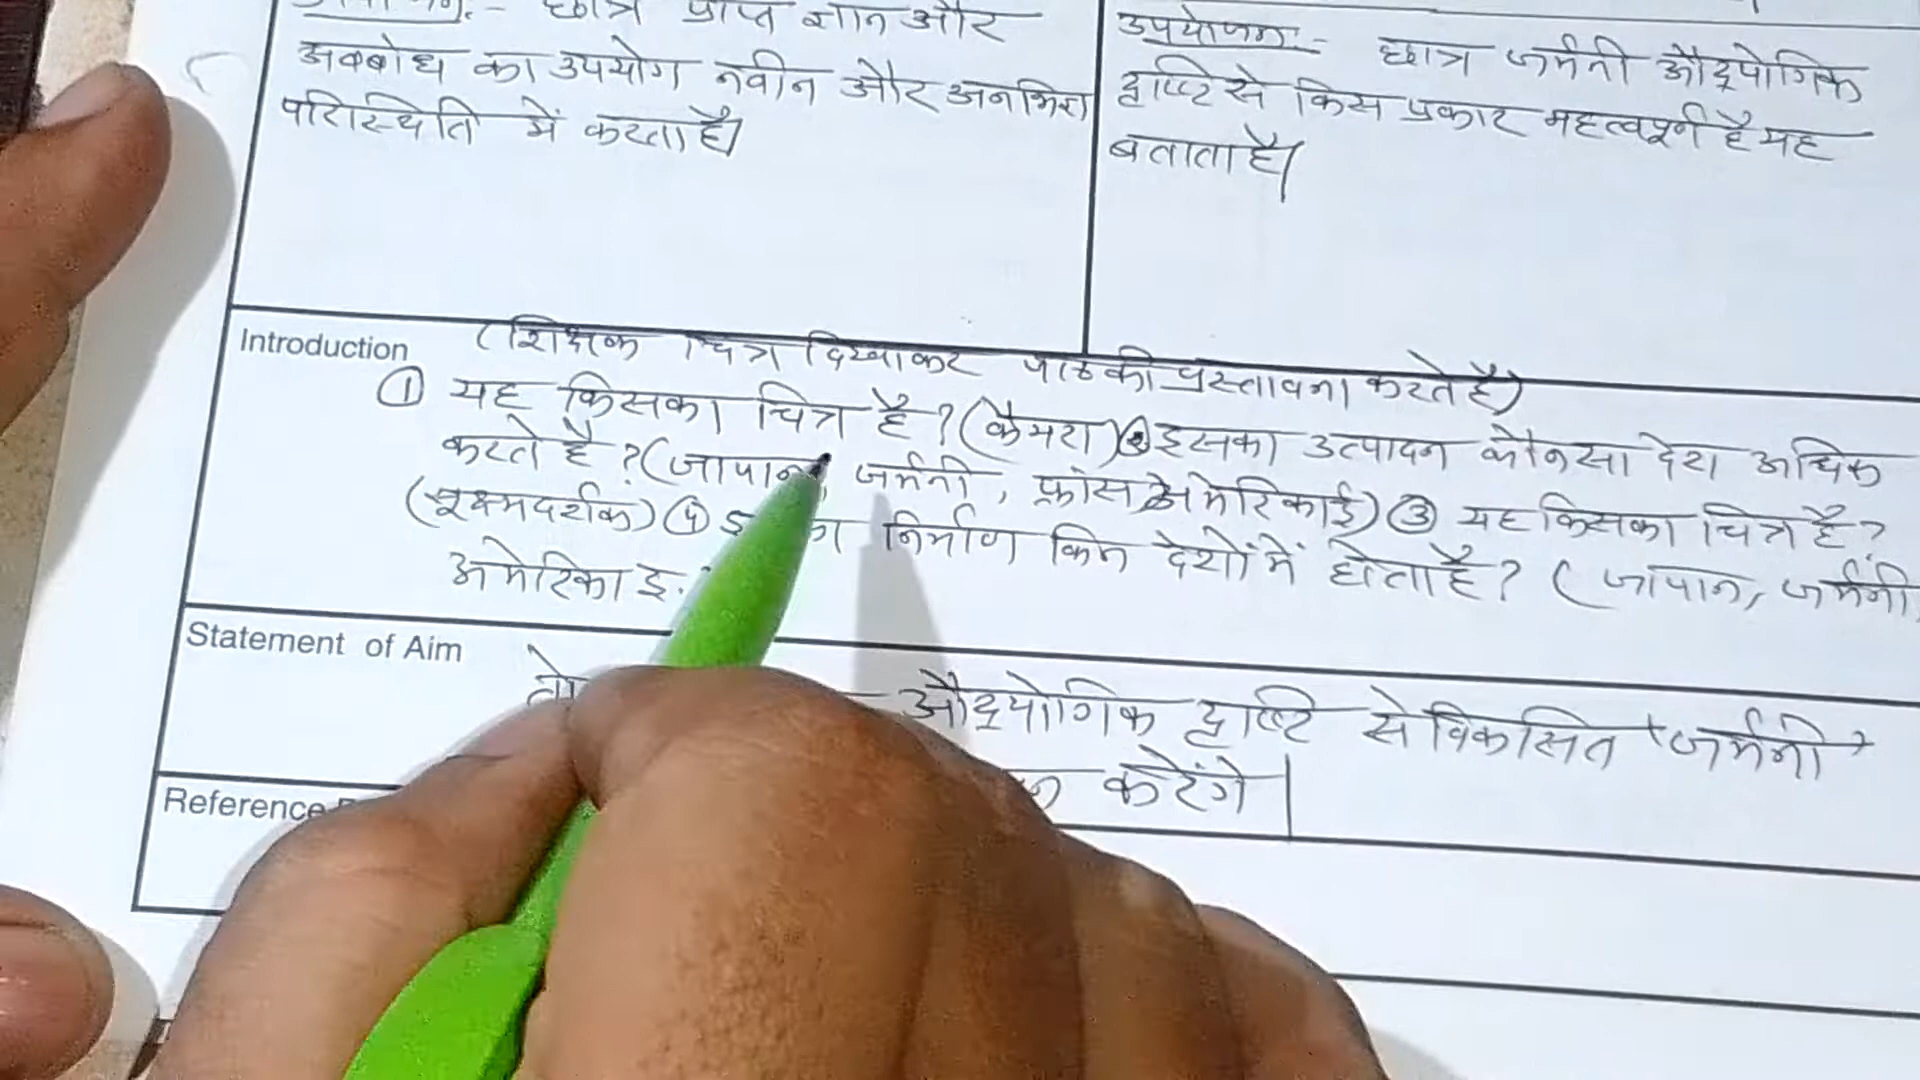 छात्र प्राप्त ज्ञान और
अवबोध का उपयोग नवीन और अनभिज्ञ
परिस्थिति में करता है।
उपयोजन:- छात्र जर्मनी औद्योगिक
दृष्टि से किस प्रकार महत्वपूर्ण है यह
बताता है।
Introduction (शिक्षक चित्र दिखाकर पाठ की प्रस्तावना करते है)
① यह किसका चित्र है? (कैमरा) ② इसका उत्पादन कौनसा देश अधिक
करते है? (जापान, जर्मनी, फ्रांस, अमेरिका ई) ③ यह किसका चित्र है?
(सूक्ष्मदर्शक) ④ निर्माण किन देशों में होता है? (जापान, जर्मनी,
अमेरिका इ.
Statement of Aim औद्योगिक दृष्टि से विकसित 'जर्मनी'
करेंगे।
Reference